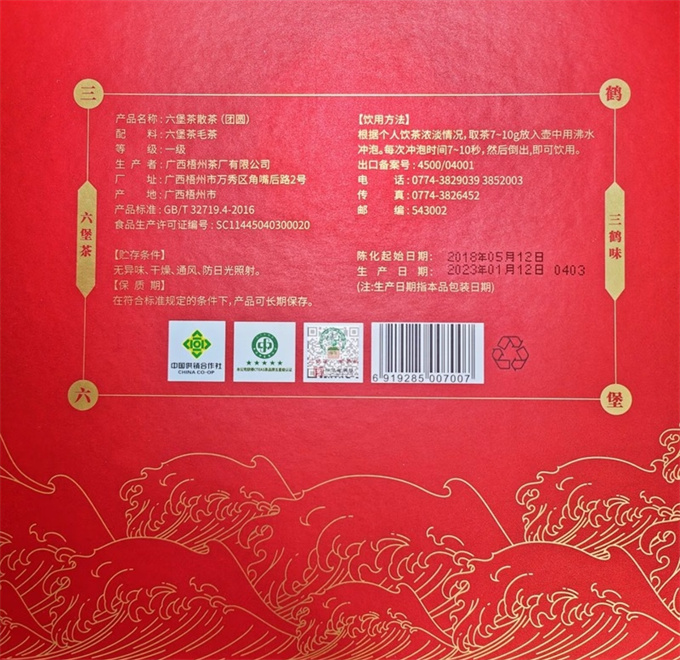 三
鹤
产品名称：六堡茶散茶（团圆）
配　　料：六堡茶毛茶
等　　级：一级
生 产 者：广西梧州茶厂有限公司
厂　　址：广西梧州市万秀区角嘴后路2号
产　　地：广西梧州市
产品标准：GB/T 32719.4-2016
食品生产许可证编号：SC11445040300020
【饮用方法】
根据个人饮茶浓淡情况，取茶7~10g放入壶中用沸水
冲泡。每次冲泡时间7~10秒，然后倒出，即可饮用。
出口备案号：4500/04001
电　　话：0774-3829039 3852003
传　　真：0774-3826452
邮　　编：543002
六堡茶
三鹤味
【贮存条件】
无异味、干燥、通风、防日光照射。
【保 质 期】
在符合标准规定的条件下，产品可长期保存。
陈化起始日期：2018年05月12日
生 产 日 期：2023年01月12日 0403
(注:生产日期指本品包装日期)
中国供销合作社
CHINA CO-OP
6 919285 007007
六
堡